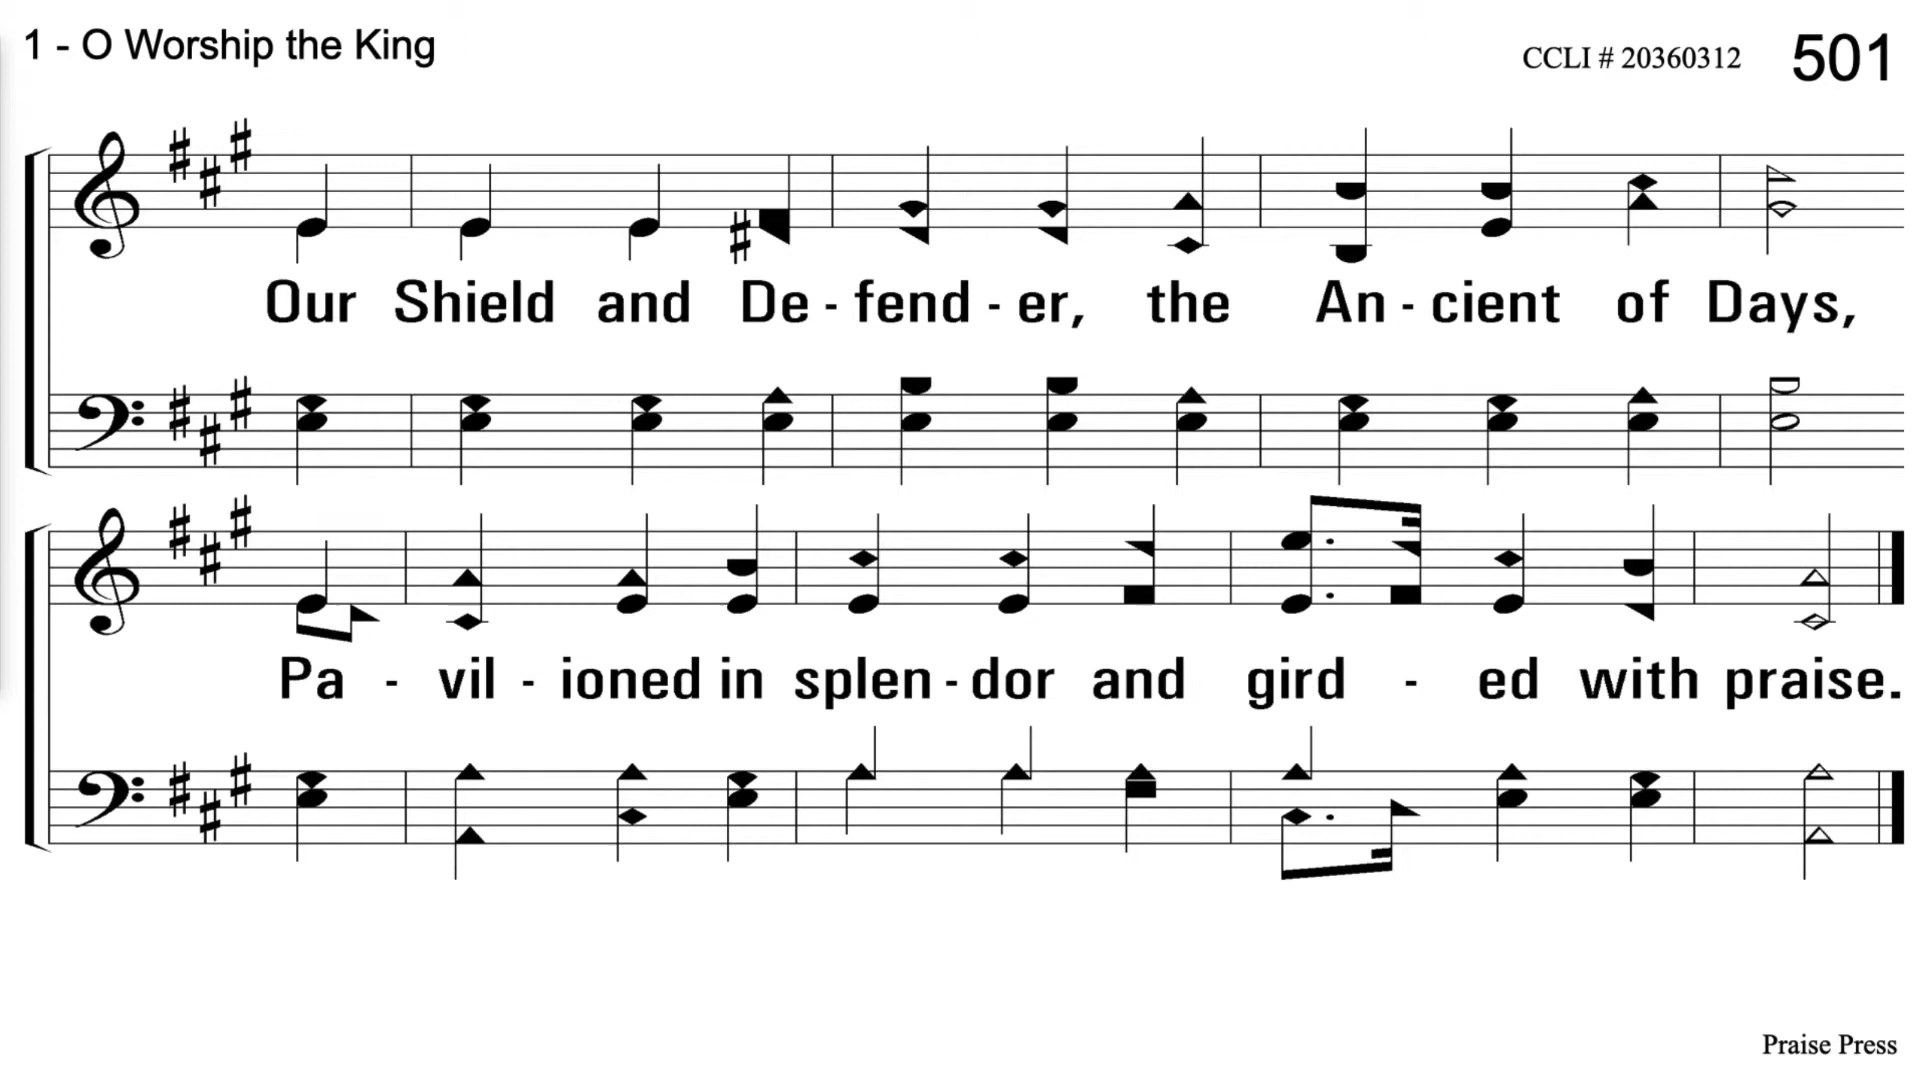 1 - O Worship the King
CCLI # 20360312 501
Our Shield and De - fend - er, the An - cient of Days,
Pa - vil - ioned in splen - dor and gird - ed with praise.
Praise Press